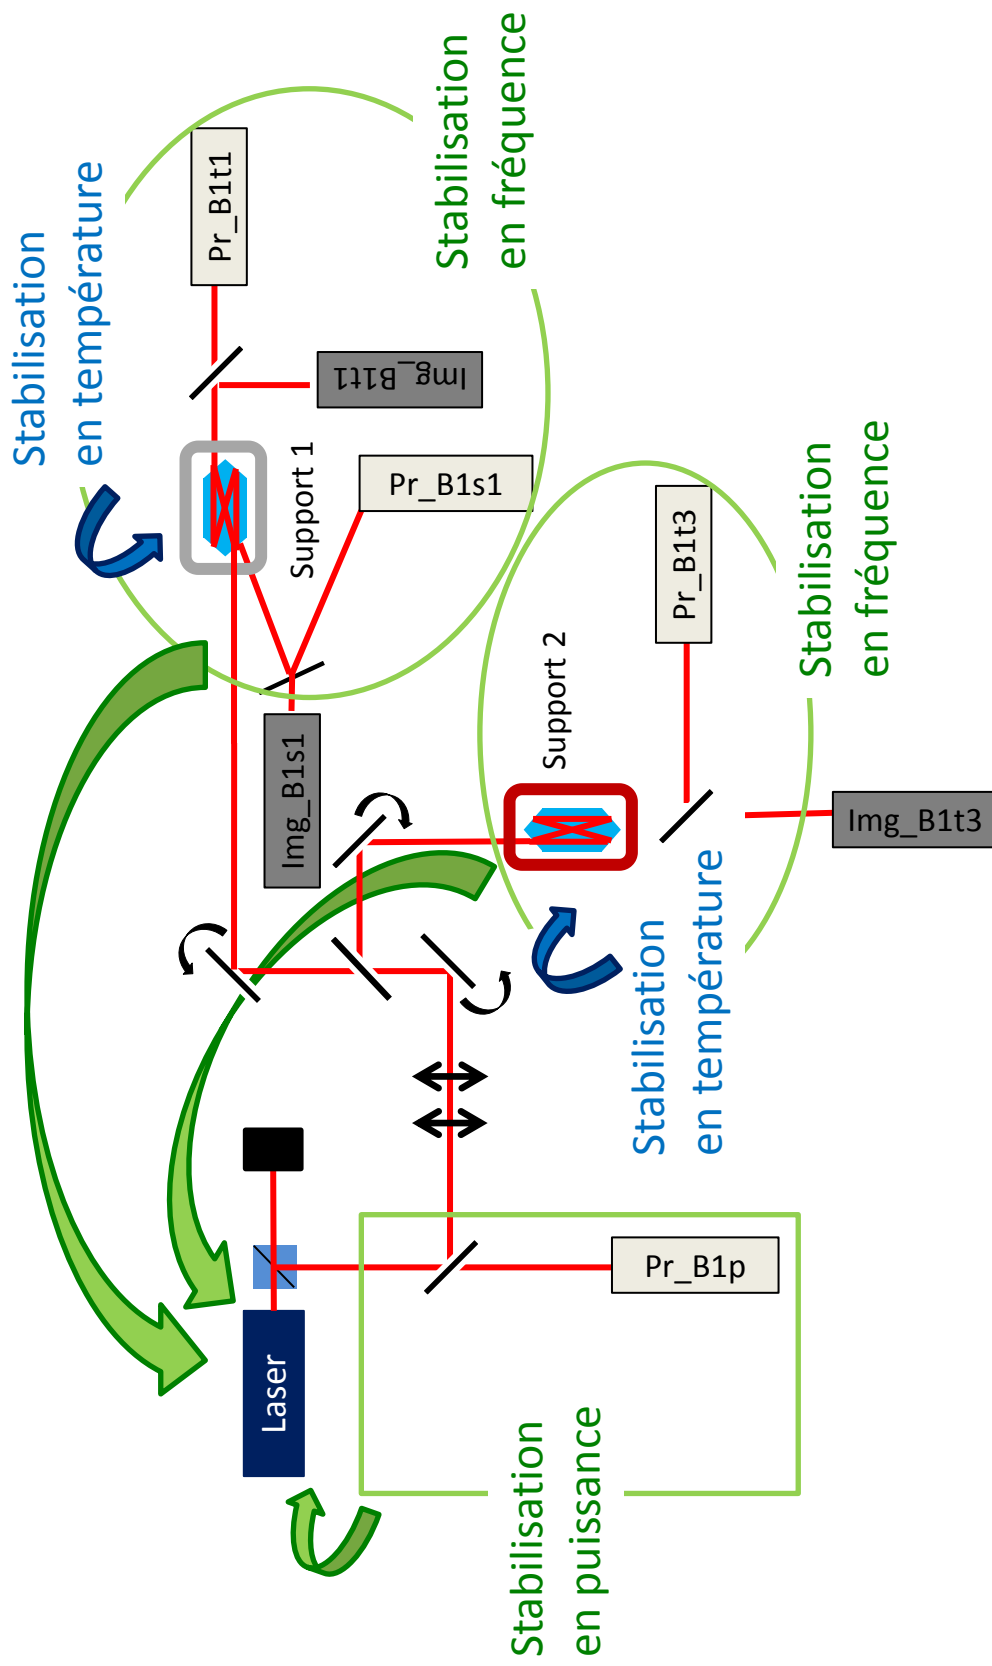 Stabilisation
en température
Pr_B1t1
Stabilisation
en fréquence
Img_B1t1
Support 1
Pr_B1s1
Img_B1s1
Support 2
Pr_B1t3
Stabilisation
en fréquence
Img_B1t3
Stabilisation
en température
Laser
Pr_B1p
Stabilisation
en puissance